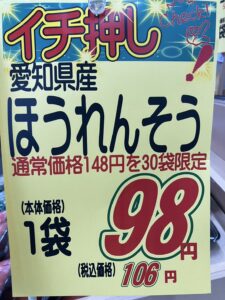 イチ押し
愛知県産
ほうれんそう
通常価格148円を30袋限定
(本体価格)
1袋
98円
(税込価格)
106円